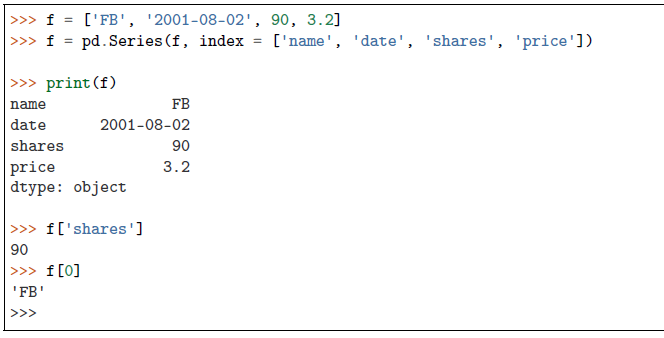 >>> f = ['FB', '2001-08-02', 90, 3.2]
>>> f = pd.Series(f, index = ['name', 'date', 'shares', 'price'])

>>> print(f)
name              FB
date      2001-08-02
shares            90
price            3.2
dtype: object

>>> f['shares']
90
>>> f[0]
'FB'
>>>